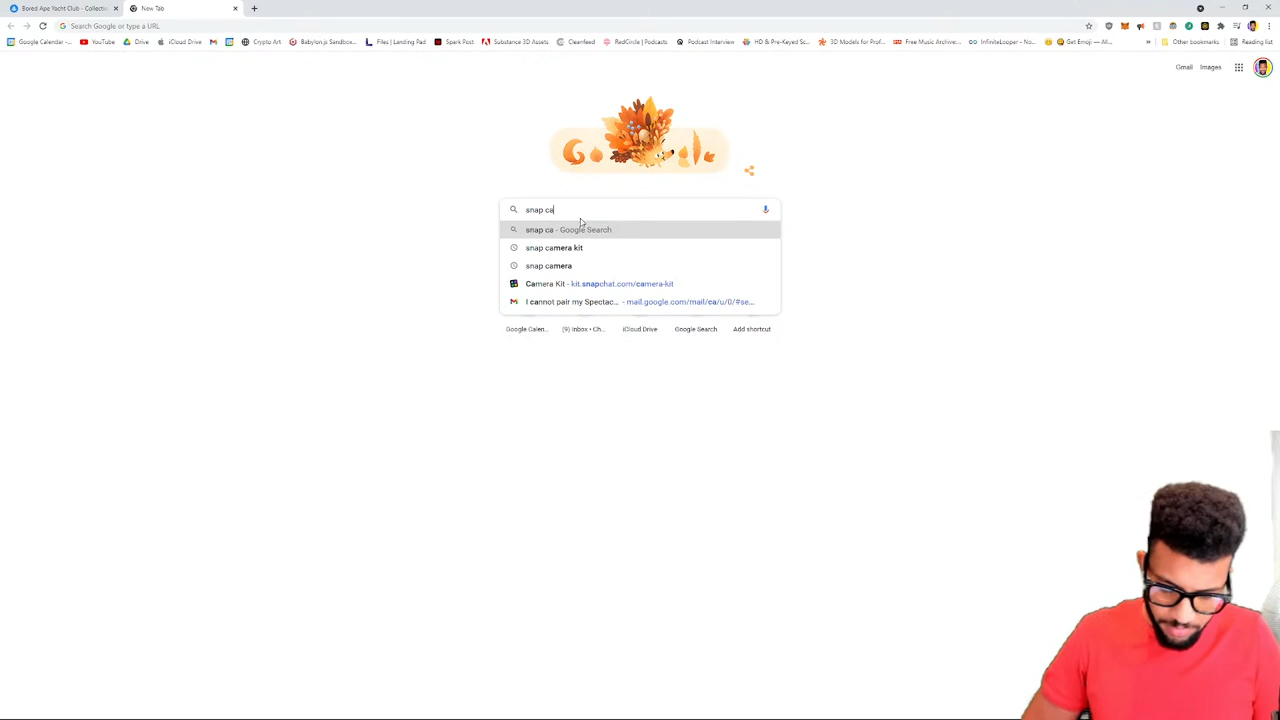 Bored Ape Yacht Club - Collectio
New Tab
Search Google or type a URL
Google Calendar -...
YouTube
Drive
iCloud Drive
Crypto Art
Babylon.js Sandbox...
Files | Landing Pad
Spark Post
Substance 3D Assets
Cleanfeed
RedCircle | Podcasts
Podcast Interview
HD & Pre-Keyed Sc...
3D Models for Prof...
Free Music Archive:...
InfiniteLooper - No...
Get Emoji — All...
»
Other bookmarks
Reading list
Gmail
Images
Google
snap ca
snap ca - Google Search
snap camera kit
snap camera
Camera Kit - kit.snapchat.com/camera-kit
I cannot pair my Spectac... - mail.google.com/mail/ca/u/0/#se...
Google Calen...
(9) Inbox • Ch...
iCloud Drive
Google Search
Add shortcut